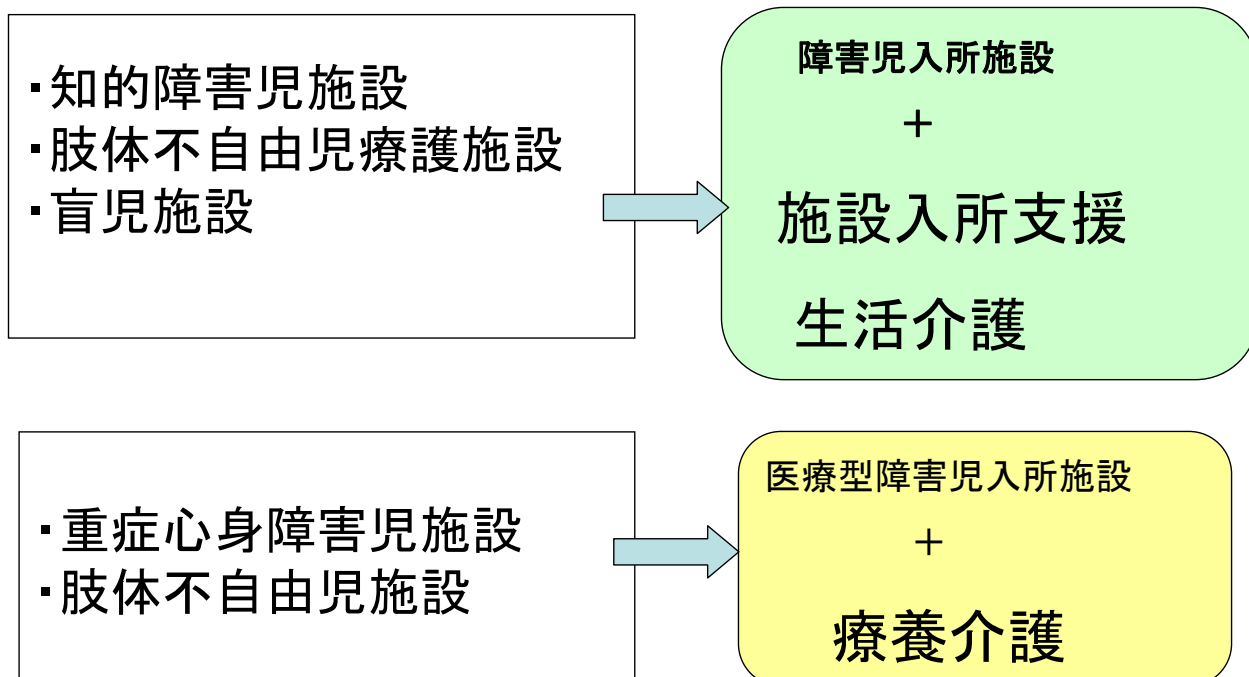 ・知的障害児施設
・肢体不自由児療護施設
・盲児施設
障害児入所施設
＋
施設入所支援
生活介護
・重症心身障害児施設
・肢体不自由児施設
医療型障害児入所施設
＋
療養介護